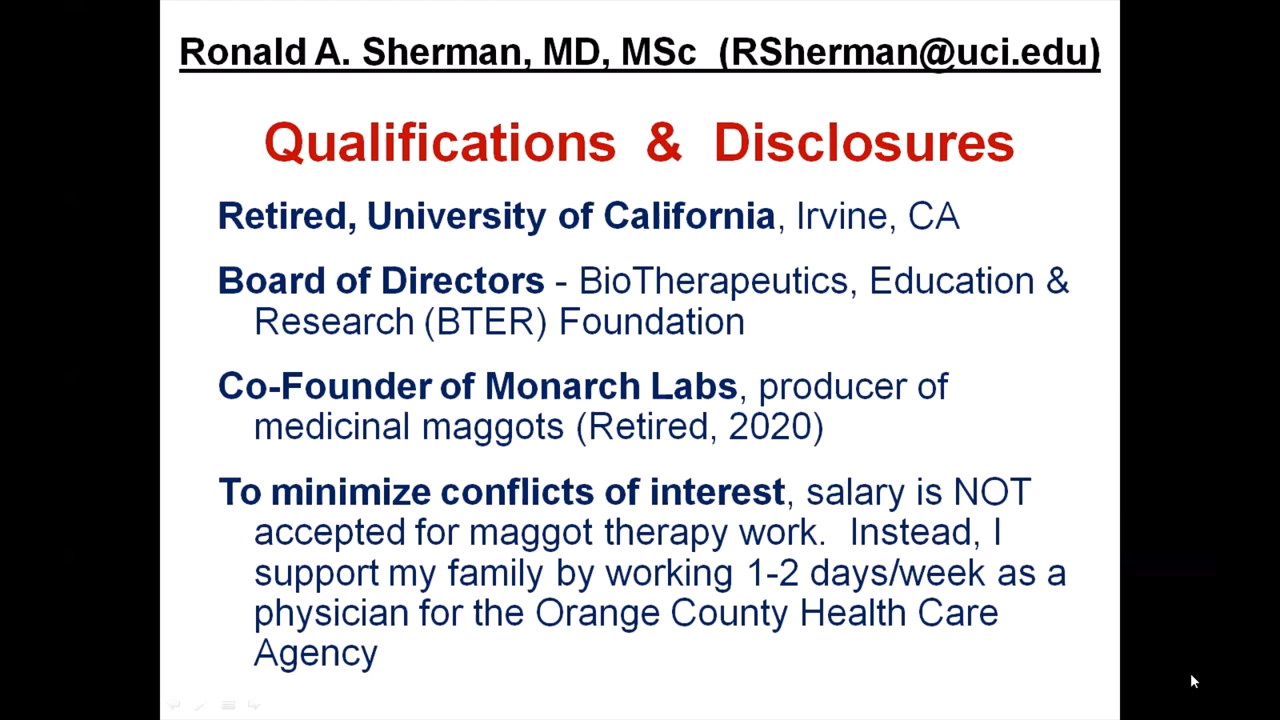 Ronald A. Sherman, MD, MSc (RSherman@uci.edu)
Qualifications & Disclosures
Retired, University of California, Irvine, CA
Board of Directors - BioTherapeutics, Education &
Research (BTER) Foundation
Co-Founder of Monarch Labs, producer of
medicinal maggots (Retired, 2020)
To minimize conflicts of interest, salary is NOT
accepted for maggot therapy work. Instead, I
support my family by working 1-2 days/week as a
physician for the Orange County Health Care
Agency